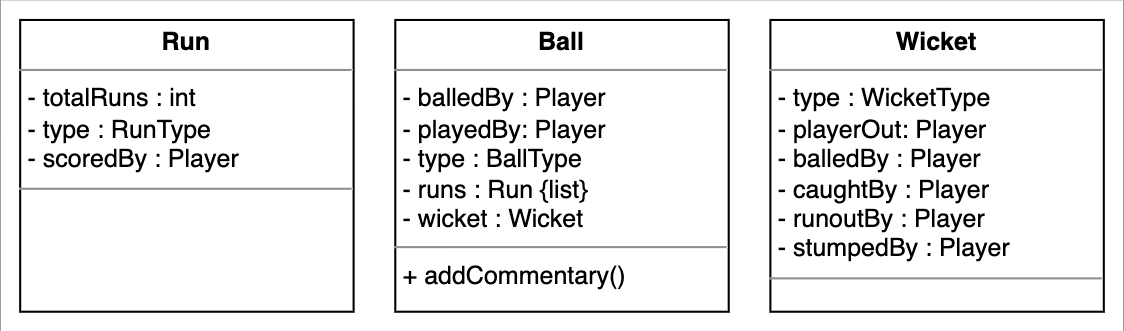 Run
- totalRuns : int
- type : RunType
- scoredBy : Player
Ball
- balledBy : Player
- playedBy: Player
- type : BallType
- runs : Run {list}
- wicket : Wicket
+ addCommentary()
Wicket
- type : WicketType
- playerOut: Player
- balledBy : Player
- caughtBy : Player
- runoutBy : Player
- stumpedBy : Player